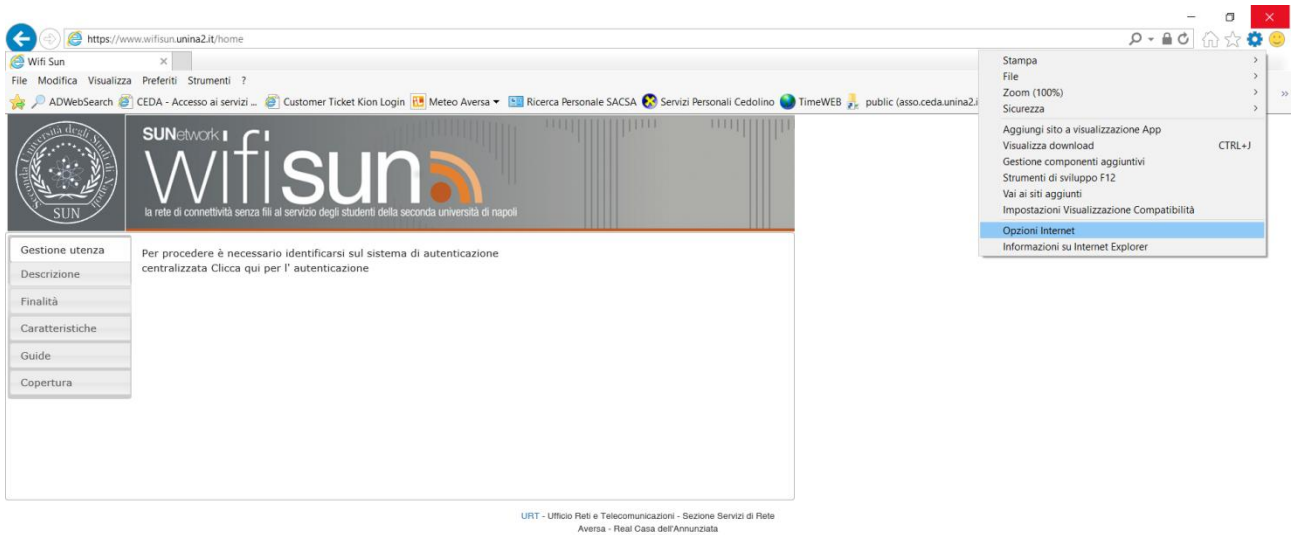 https://www.wifisun.unina2.it/home
Wifi Sun
File Modifica Visualizza Preferiti Strumenti ?
ADWebSearch CEDA - Accesso ai servizi ... Customer Ticket Kion Login Meteo Aversa Ricerca Personale SACSA Servizi Personali Cedolino TimeWEB public (asso.ceda.unina2.i
Stampa
File
Zoom (100%)
Sicurezza
Aggiungi sito a visualizzazione App
Visualizza download CTRL+J
Gestione componenti aggiuntivi
Strumenti di sviluppo F12
Vai ai siti aggiunti
Impostazioni Visualizzazione Compatibilità
Opzioni Internet
Informazioni su Internet Explorer
Seconda Università degli Studi di Napoli
SUN
SUNetwork
wifisun
la rete di connettività senza fili al servizio degli studenti della seconda università di napoli
Gestione utenza
Descrizione
Finalità
Caratteristiche
Guide
Copertura
Per procedere è necessario identificarsi sul sistema di autenticazione
centralizzata Clicca qui per l' autenticazione
URT - Ufficio Reti e Telecomunicazioni - Sezione Servizi di Rete
Aversa - Real Casa dell'Annunziata